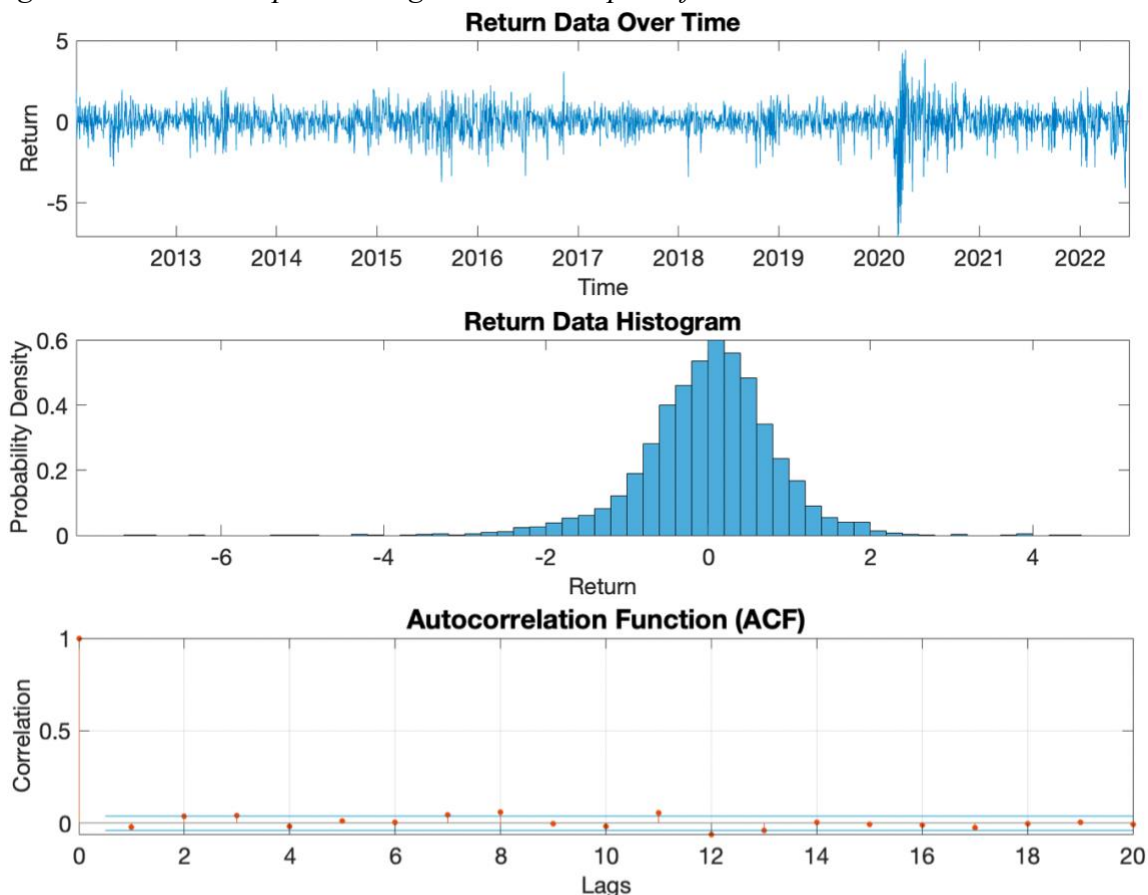 Return Data Over Time
5
0
-5
Return
2013 2014 2015 2016 2017 2018 2019 2020 2021 2022
Time
Return Data Histogram
0.6
0.4
0.2
0
Probability Density
-6 -4 -2 0 2 4
Return
Autocorrelation Function (ACF)
1
0.5
0
Correlation
0 2 4 6 8 10 12 14 16 18 20
Lags